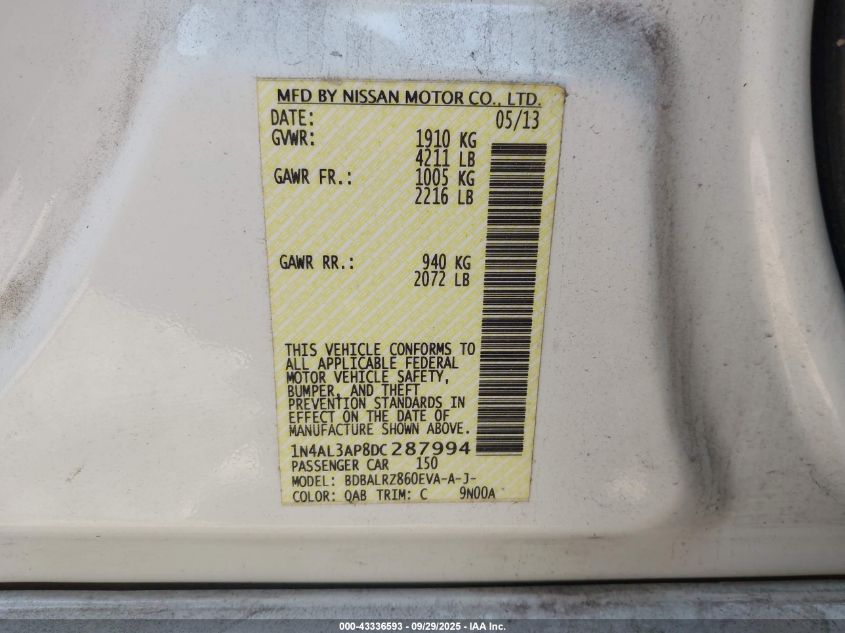 MFD BY NISSAN MOTOR CO., LTD.
DATE: 05/13
GVWR: 1910 KG
4211 LB
GAWR FR.: 1005 KG
2216 LB
GAWR RR.: 940 KG
2072 LB
THIS VEHICLE CONFORMS TO
ALL APPLICABLE FEDERAL
MOTOR VEHICLE SAFETY,
BUMPER, AND THEFT
PREVENTION STANDARDS IN
EFFECT ON THE DATE OF
MANUFACTURE SHOWN ABOVE.
1N4AL3AP8DC287994
PASSENGER CAR 150
MODEL: BDBALRZ860EVA-A-J-
COLOR: QAB TRIM: C 9N00A
000-43336593 - 09/29/2025 - IAA Inc.